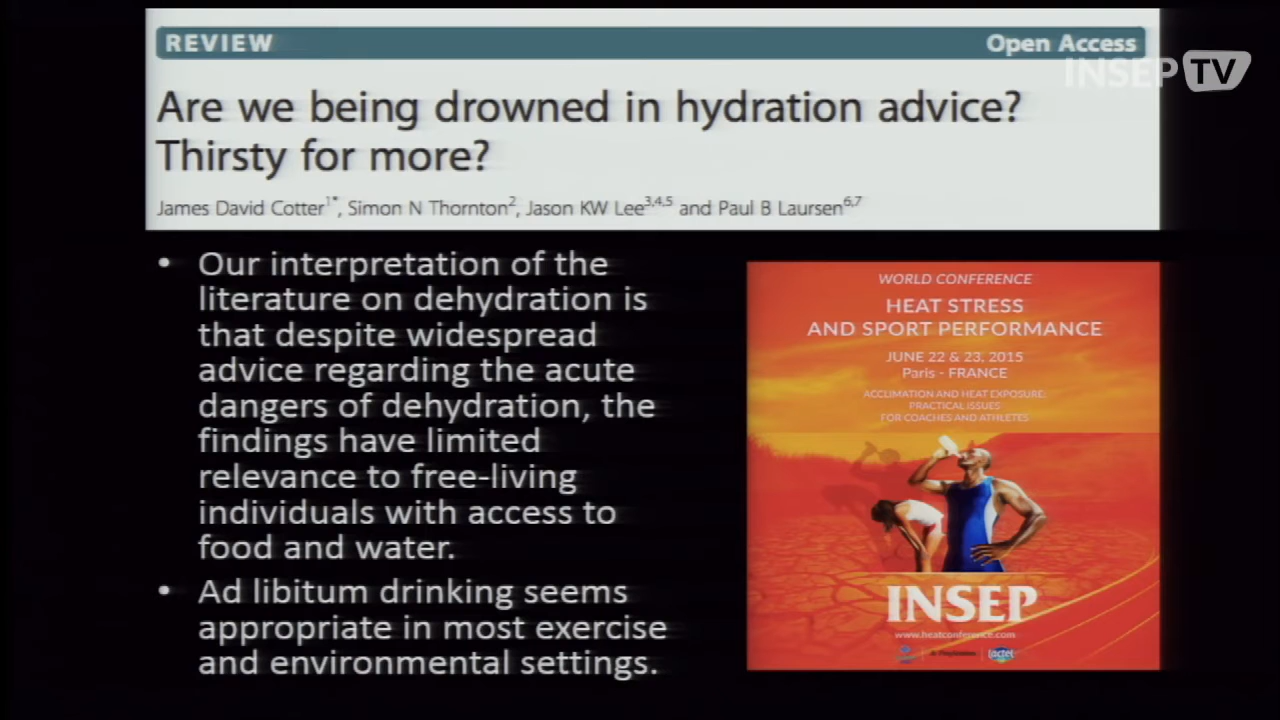 REVIEW Open Access
INSEP TV
Are we being drowned in hydration advice?
Thirsty for more?
James David Cotter1*, Simon N Thornton2, Jason KW Lee3,4,5 and Paul B Laursen6,7
• Our interpretation of the
literature on dehydration is
that despite widespread
advice regarding the acute
dangers of dehydration, the
findings have limited
relevance to free-living
individuals with access to
food and water.
• Ad libitum drinking seems
appropriate in most exercise
and environmental settings.
WORLD CONFERENCE
HEAT STRESS
AND SPORT PERFORMANCE
JUNE 22 & 23, 2015
Paris - FRANCE
ACCLIMATION AND HEAT EXPOSURE:
PRACTICAL ISSUES
FOR COACHES AND ATHLETES
INSEP
www.heatconference.com
lactel